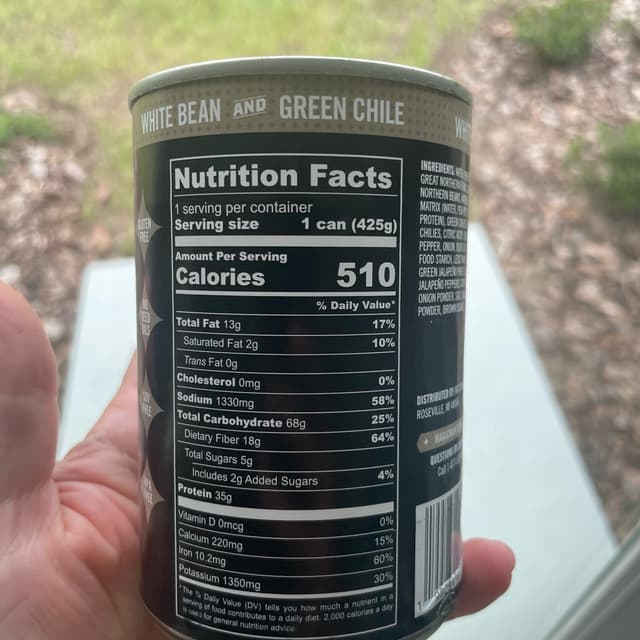 WHITE BEAN AND GREEN CHILE
Nutrition Facts
1 serving per container
Serving size 1 can (425g)
Amount Per Serving
Calories 510
% Daily Value*
Total Fat 13g 17%
Saturated Fat 2g 10%
Trans Fat 0g
Cholesterol 0mg 0%
Sodium 1330mg 58%
Total Carbohydrate 68g 25%
Dietary Fiber 18g 64%
Total Sugars 5g
Includes 2g Added Sugars 4%
Protein 35g
Vitamin D 0mcg 0%
Calcium 220mg 15%
Iron 10.2mg 60%
Potassium 1350mg 30%
*The % Daily Value (DV) tells you how much a nutrient in a
serving of food contributes to a daily diet. 2,000 calories a day
is used for general nutrition advice.
INGREDIENTS:
GREAT NORTHERN
NORTHERN BEANS,
MATRIX (WATER,
PROTEIN), GREEN
CHILIES, CITRIC
PEPPER, ONION,
FOOD STARCH,
GREEN JALAPEÑO
JALAPEÑO PEPPERS,
ONION POWDER,
POWDER, BROWN
DISTRIBUTED BY
ROSEVILLE,
FREE
FREE